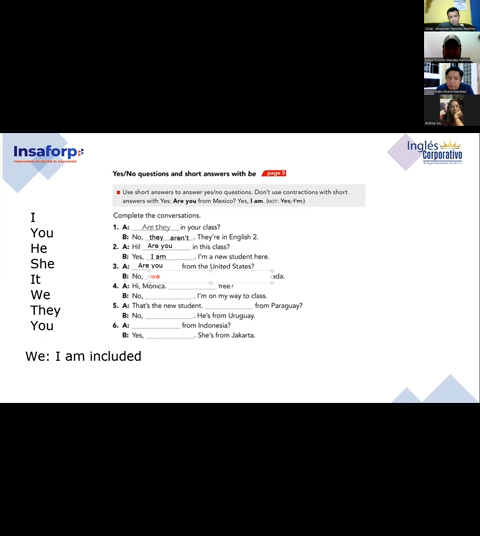 Insaforp
Inglés
Corporativo
Yes/No questions and short answers with be page 5
Use short answers to answer yes/no questions. Don't use contractions with short
answers with Yes: Are you from Mexico? Yes, I am. (NOT: Yes, I'm.)
I
You
He
She
It
We
They
You
We: I am included
Complete the conversations.
1. A: Are they in your class?
B: No, they aren't. They're in English 2.
2. A: Hi! Are you in this class?
B: Yes, I am. I'm a new student here.
3. A: Are you from the United States?
B: No, we ada.
4. A: Hi, Monica.
B: No, . I'm on my way to class.
5. A: That's the new student. from Paraguay?
B: No, . He's from Uruguay.
6. A: from Indonesia?
B: Yes, . She's from Jakarta.